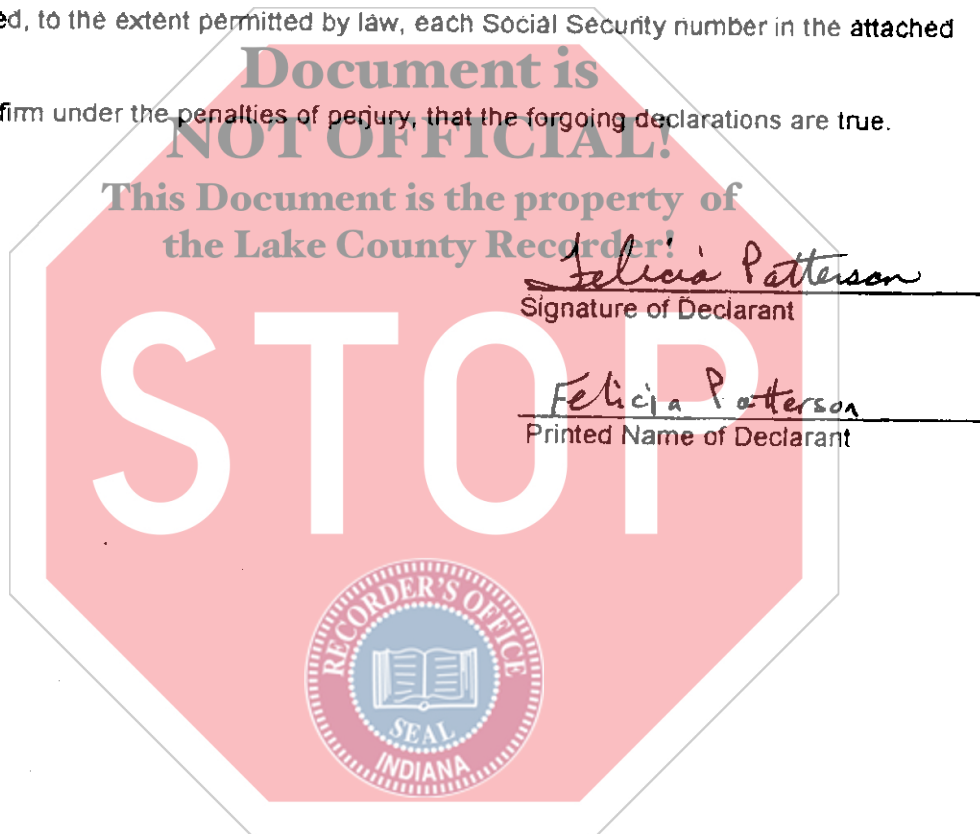 ed, to the extent permitted by law, each Social Security number in the attached
Document is
firm under the penalties of perjury, that the forgoing declarations are true.
NOT OFFICIAL!
This Document is the property of
the Lake County Recorder!
Felicia Patterson
Signature of Declarant
STOP
Felicia Patterson
Printed Name of Declarant
RECORDER'S OFFICE
SEAL
INDIANA